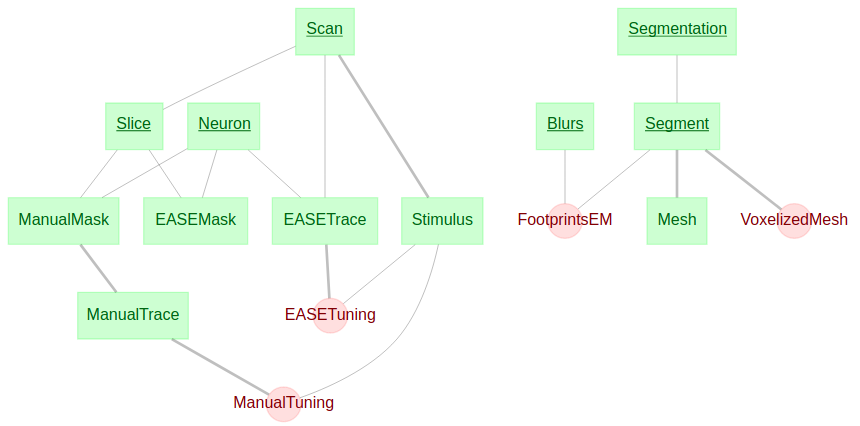 Scan
Segmentation
Slice
Neuron
Blurs
Segment
ManualMask
EASEMask
EASETrace
Stimulus
FootprintsEM
Mesh
VoxelizedMesh
ManualTrace
EASETuning
ManualTuning